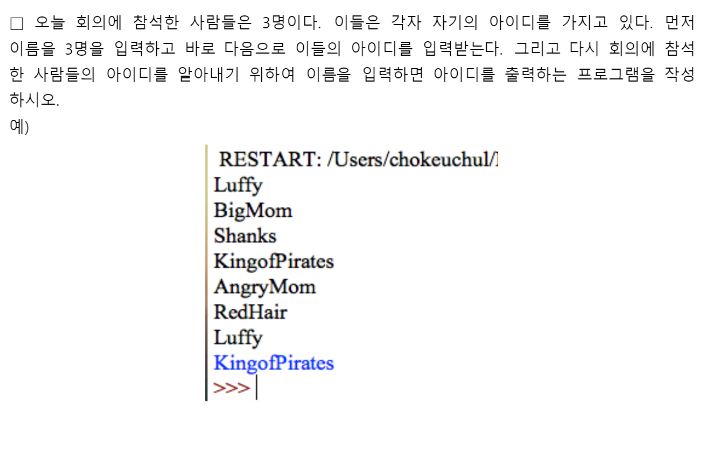 □ 오늘 회의에 참석한 사람들은 3명이다. 이들은 각자 자기의 아이디를 가지고 있다. 먼저
이름을 3명을 입력하고 바로 다음으로 이들의 아이디를 입력받는다. 그리고 다시 회의에 참석
한 사람들의 아이디를 알아내기 위하여 이름을 입력하면 아이디를 출력하는 프로그램을 작성
하시오.
예)
RESTART: /Users/chokeuchul/
Luffy
BigMom
Shanks
KingofPirates
AngryMom
RedHair
Luffy
KingofPirates
>>>